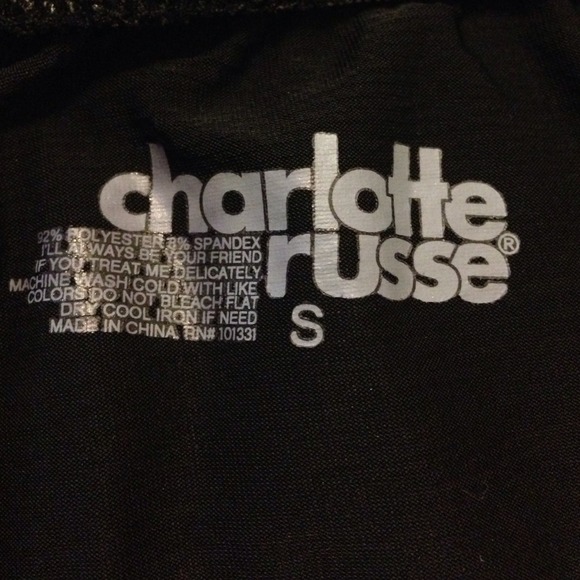 charlotte
russe®
92% POLYESTER 8% SPANDEX
I'LL ALWAYS BE YOUR FRIEND
IF YOU TREAT ME DELICATELY
MACHINE WASH COLD WITH LIKE
COLORS DO NOT BLEACH FLAT
DRY COOL IRON IF NEED
MADE IN CHINA RN# 101331
S